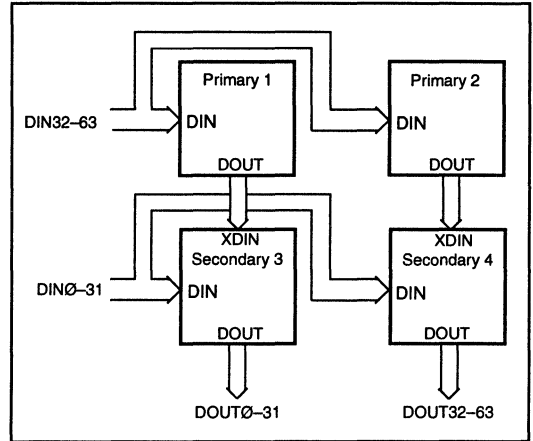 Primary 1
Primary 2
DIN32–63
DIN
DIN
DOUT
DOUT
XDIN
XDIN
Secondary 3
Secondary 4
DINØ–31
DIN
DIN
DOUT
DOUT
DOUTØ–31
DOUT32–63